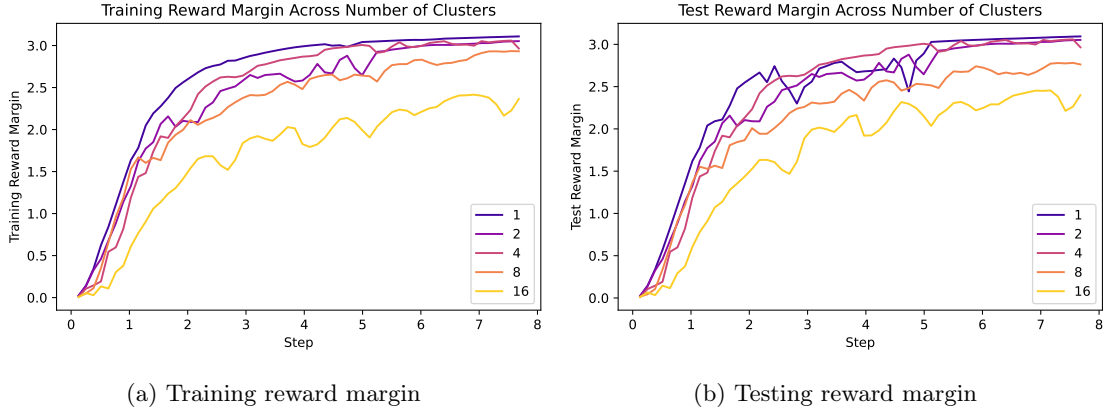 Training Reward Margin Across Number of Clusters
Training Reward Margin
3.0
2.5
2.0
1.5
1.0
0.5
0.0
1
2
4
8
16
0 1 2 3 4 5 6 7 8
Step
(a) Training reward margin
Test Reward Margin Across Number of Clusters
Test Reward Margin
3.0
2.5
2.0
1.5
1.0
0.5
0.0
1
2
4
8
16
0 1 2 3 4 5 6 7 8
Step
(b) Testing reward margin